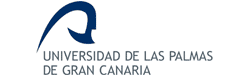 UNIVERSIDAD DE LAS PALMAS
DE GRAN CANARIA